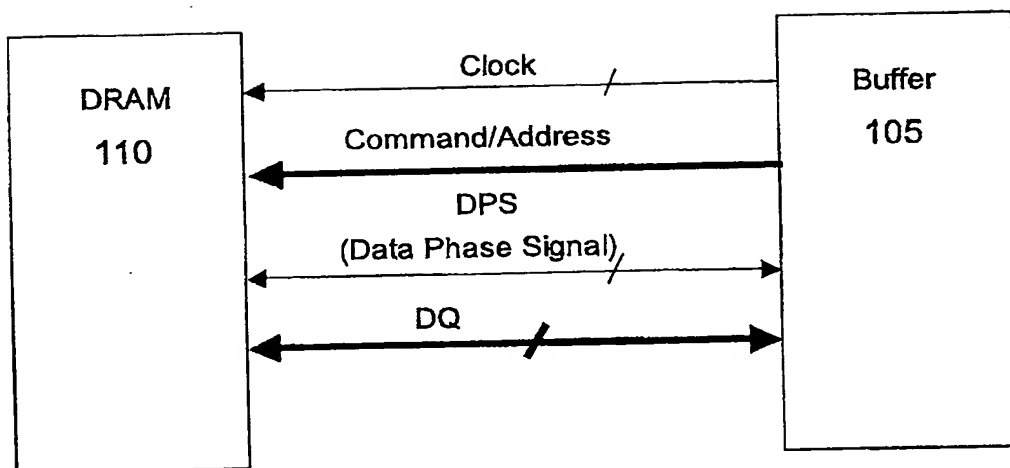 DRAM
110
Clock
Command/Address
DPS
(Data Phase Signal)
DQ
Buffer
105